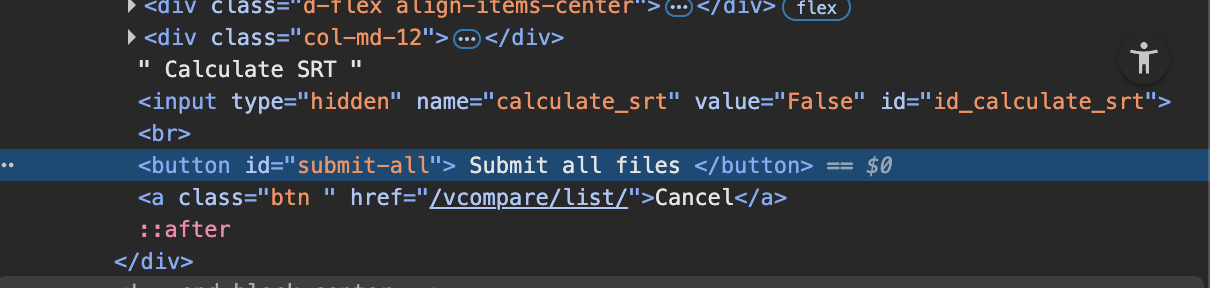 <div class="d-flex align-items-center">…</div> flex
<div class="col-md-12">…</div>
" Calculate SRT "
<input type="hidden" name="calculate_srt" value="False" id="id_calculate_srt">
<br>
<button id="submit-all"> Submit all files </button> == $0
<a class="btn " href="/vcompare/list/">Cancel</a>
::after
</div>